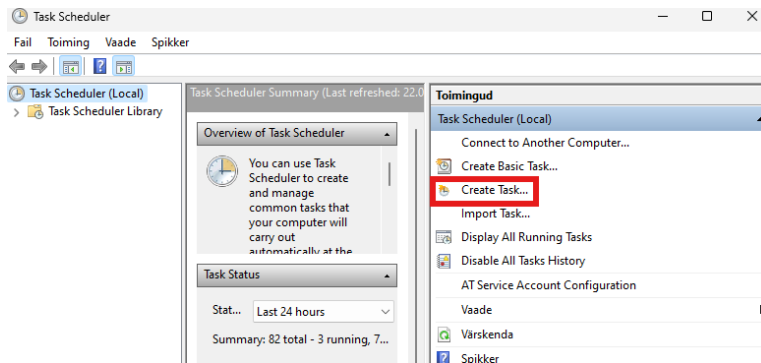 Task Scheduler
Fail Toiming Vaade Spikker
Task Scheduler (Local)
Task Scheduler Library
Task Scheduler Summary (Last refreshed: 22.0
Overview of Task Scheduler
You can use Task
Scheduler to create
and manage
common tasks that
your computer will
carry out
automatically at the
Task Status
Stat... Last 24 hours
Summary: 82 total - 3 running, 7...
Toimingud
Task Scheduler (Local)
Connect to Another Computer...
Create Basic Task...
Create Task...
Import Task...
Display All Running Tasks
Disable All Tasks History
AT Service Account Configuration
Vaade
Värskenda
Spikker